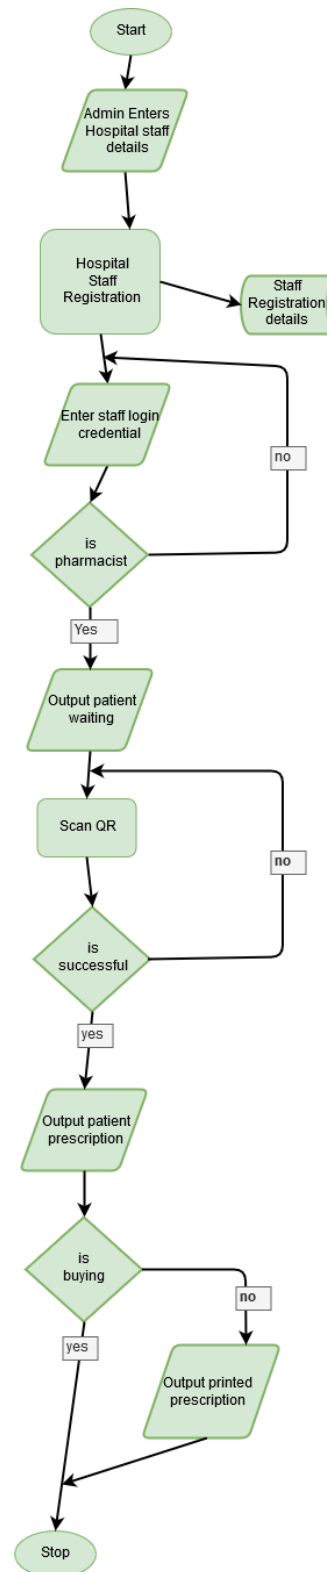 Start
Admin Enters
Hospital staff
details
Hospital
Staff
Registration
Staff
Registration
details
Enter staff login
credential
no
is
pharmacist
Yes
Output patient
waiting
Scan QR
no
is
successful
yes
Output patient
prescription
is
buying
no
yes
Output printed
prescription
Stop